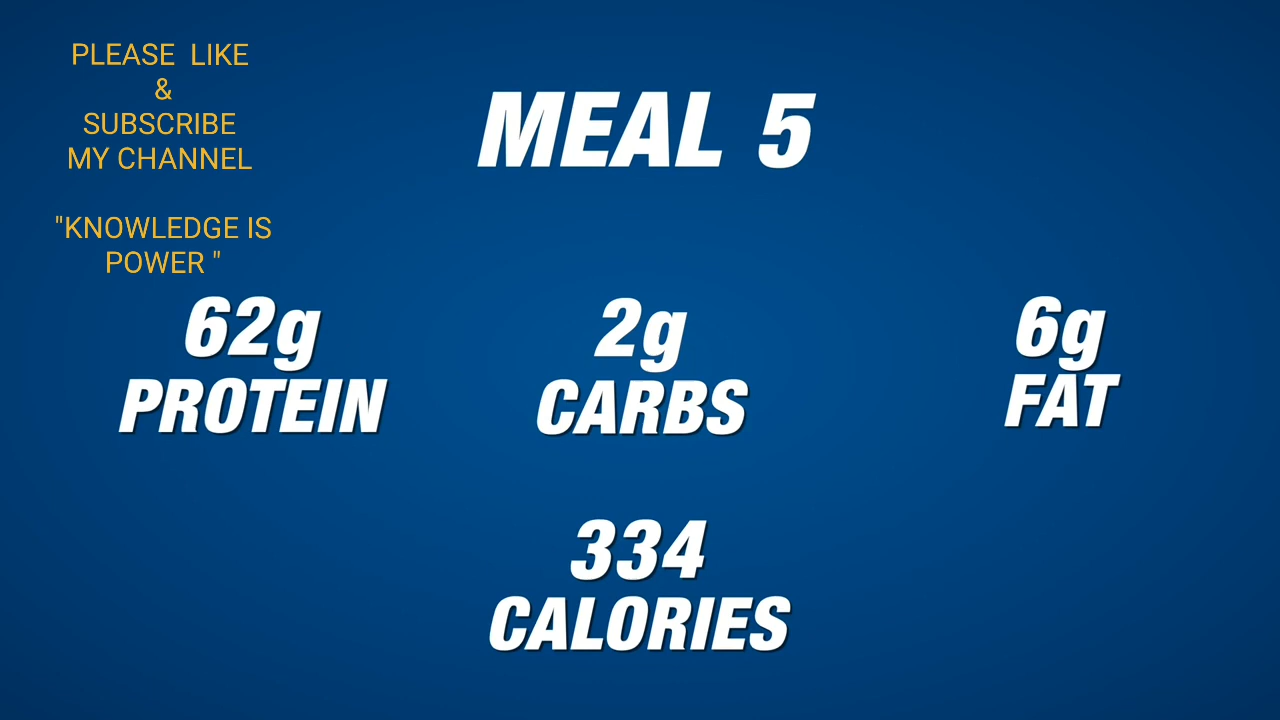 PLEASE LIKE
&
SUBSCRIBE
MY CHANNEL
"KNOWLEDGE IS
POWER "
MEAL 5
62g
PROTEIN
2g
CARBS
6g
FAT
334
CALORIES